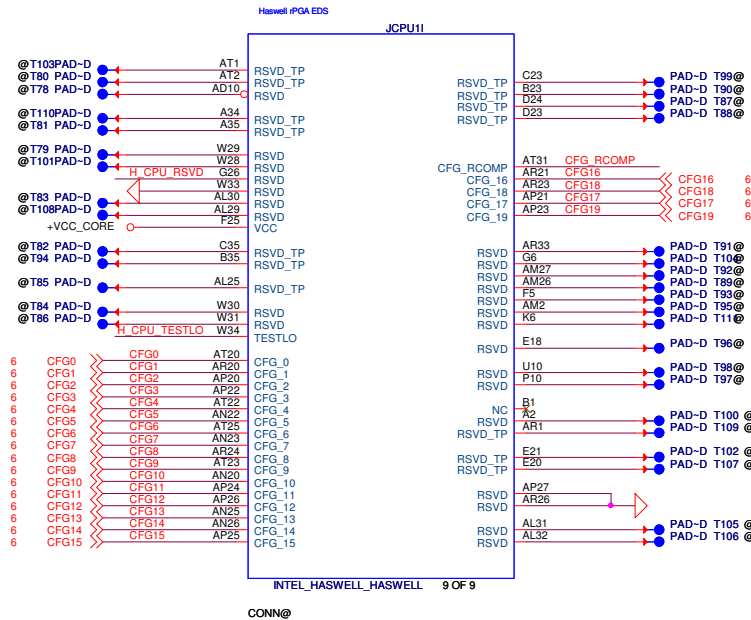 Haswell rPGA EDS
JCPU1I
@T103PAD~D AT1 RSVD_TP
@T80 PAD~D AT2 RSVD_TP
@T78 PAD~D AD10 RSVD
@T110PAD~D A34 RSVD_TP
@T81 PAD~D A35 RSVD_TP
@T79 PAD~D W29 RSVD
@T101PAD~D W28 RSVD
H_CPU_RSVD G26 RSVD
W33 RSVD
@T83 PAD~D AL30 RSVD
@T108PAD~D AL29 RSVD
+VCC_CORE F25 VCC
@T82 PAD~D C35 RSVD_TP
@T94 PAD~D B35 RSVD_TP
@T85 PAD~D AL25 RSVD_TP
@T84 PAD~D W30 RSVD
@T86 PAD~D W31 RSVD
H_CPU_TESTLO W34 TESTLO
6 CFG0 CFG0 AT20 CFG_0
6 CFG1 CFG1 AR20 CFG_1
6 CFG2 CFG2 AP20 CFG_2
6 CFG3 CFG3 AP22 CFG_3
6 CFG4 CFG4 AT22 CFG_4
6 CFG5 CFG5 AN22 CFG_5
6 CFG6 CFG6 AT25 CFG_6
6 CFG7 CFG7 AN23 CFG_7
6 CFG8 CFG8 AR24 CFG_8
6 CFG9 CFG9 AT23 CFG_9
6 CFG10 CFG10 AN20 CFG_10
6 CFG11 CFG11 AP24 CFG_11
6 CFG12 CFG12 AP26 CFG_12
6 CFG13 CFG13 AN25 CFG_13
6 CFG14 CFG14 AN26 CFG_14
6 CFG15 CFG15 AP25 CFG_15
RSVD_TP C23 PAD~D T99@
RSVD_TP B23 PAD~D T90@
RSVD_TP D24 PAD~D T87@
RSVD_TP D23 PAD~D T88@
CFG_RCOMP AT31 CFG_RCOMP
CFG_16 AR21 CFG16 CFG16 6
CFG_18 AR23 CFG18 CFG18 6
CFG_17 AP21 CFG17 CFG17 6
CFG_19 AP23 CFG19 CFG19 6
RSVD AR33 PAD~D T91@
RSVD G6 PAD~D T104@
RSVD AM27 PAD~D T92@
RSVD AM26 PAD~D T89@
RSVD F5 PAD~D T93@
RSVD AM2 PAD~D T95@
RSVD K6 PAD~D
RSVD E18 PAD~D T96@
RSVD U10 PAD~D T98@
RSVD P10 PAD~D T97@
NC B1
RSVD A2 PAD~D T100 @
RSVD_TP AR1 PAD~D T109 @
RSVD_TP E21 PAD~D T102 @
RSVD_TP E20 PAD~D T107 @
RSVD AP27
RSVD AR26
RSVD AL31 PAD~D T105 @
RSVD AL32 PAD~D T106 @
INTEL_HASWELL_HASWELL 9 OF 9
CONN@